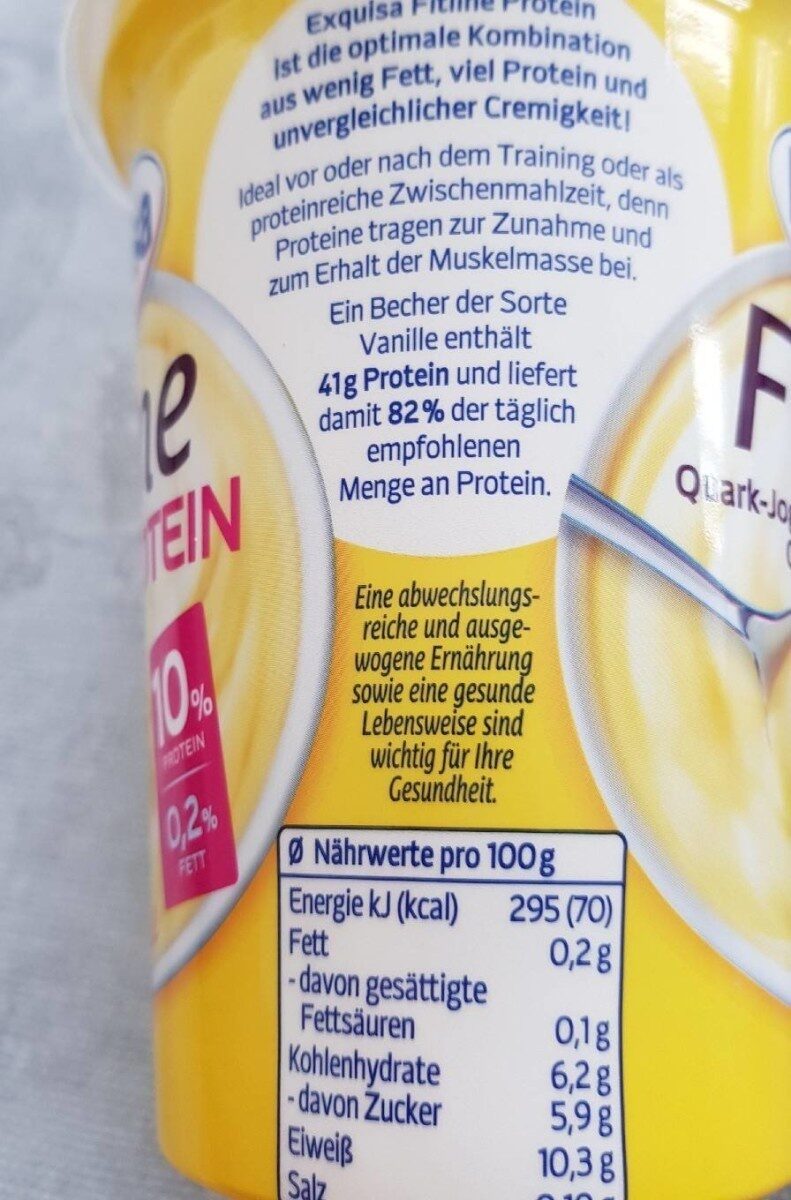 Exquisa Fitline Protein
ist die optimale Kombination
aus wenig Fett, viel Protein und
unvergleichlicher Cremigkeit!
Ideal vor oder nach dem Training oder als
proteinreiche Zwischenmahlzeit, denn
Proteine tragen zur Zunahme und
zum Erhalt der Muskelmasse bei.
Ein Becher der Sorte
Vanille enthält
41g Protein und liefert
damit 82% der täglich
empfohlenen
Menge an Protein.
ne
TEIN
10%
PROTEIN
0,2%
FETT
F
Quark-Jo
Eine abwechslungs-
reiche und ausge-
wogene Ernährung
sowie eine gesunde
Lebensweise sind
wichtig für Ihre
Gesundheit.
Ø Nährwerte pro 100g
Energie kJ (kcal) 295 (70)
Fett 0,2g
- davon gesättigte
Fettsäuren 0,1g
Kohlenhydrate 6,2g
- davon Zucker 5,9g
Eiweiß 10,3g
Salz